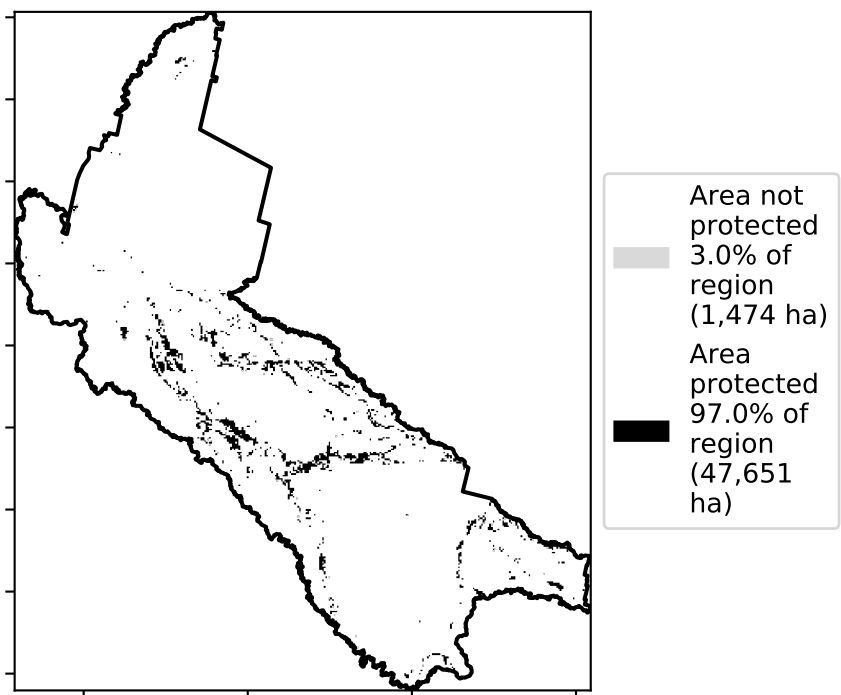 Area not
protected
3.0% of
region
(1,474 ha)
Area
protected
97.0% of
region
(47,651
ha)